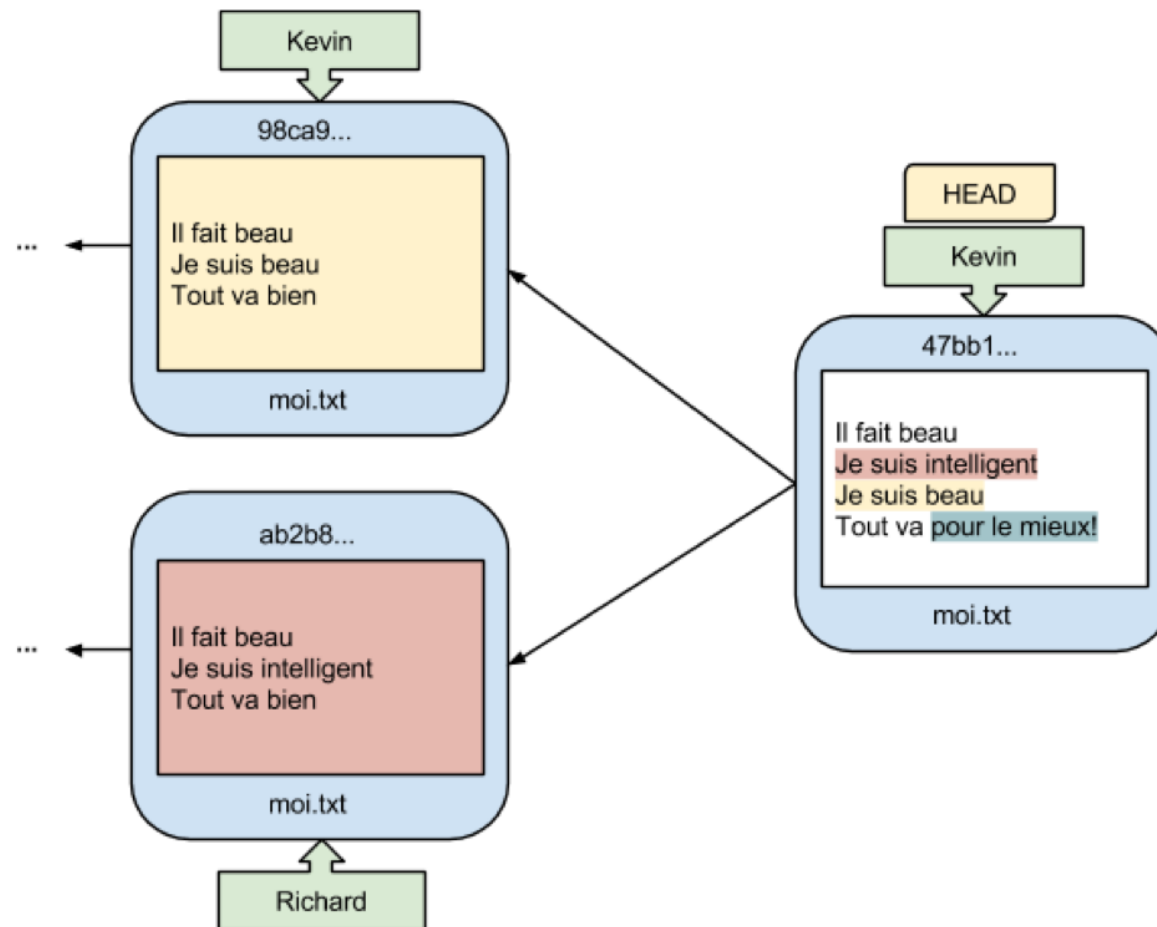 Kevin
98ca9...
Il fait beau
Je suis beau
Tout va bien
moi.txt
...
ab2b8...
Il fait beau
Je suis intelligent
Tout va bien
moi.txt
...
Richard
HEAD
Kevin
47bb1...
Il fait beau
Je suis intelligent
Je suis beau
Tout va pour le mieux!
moi.txt